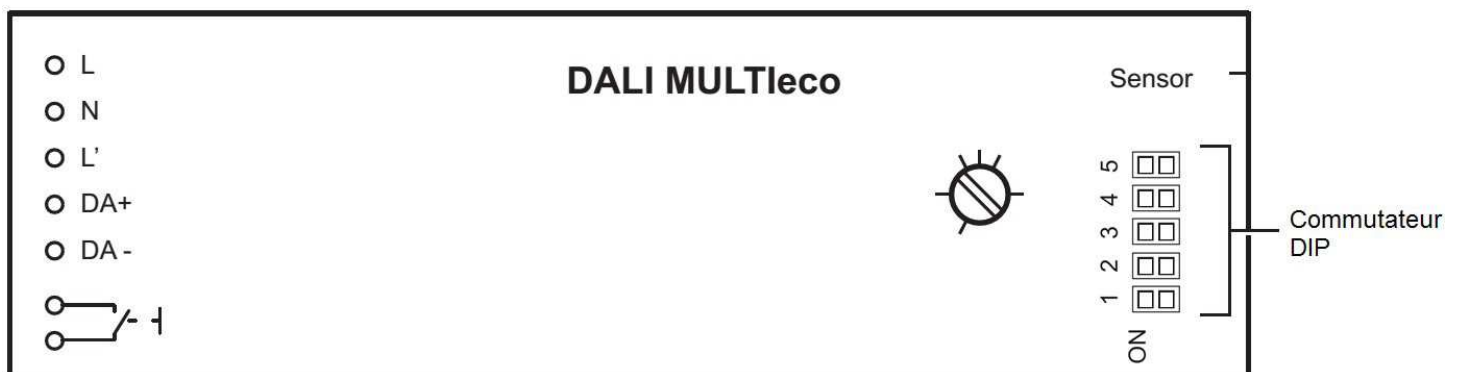 L
DALI MULTIeco
Sensor
N
L’
DA+
DA -
5
4
3
2
1
ON
Commutateur
DIP